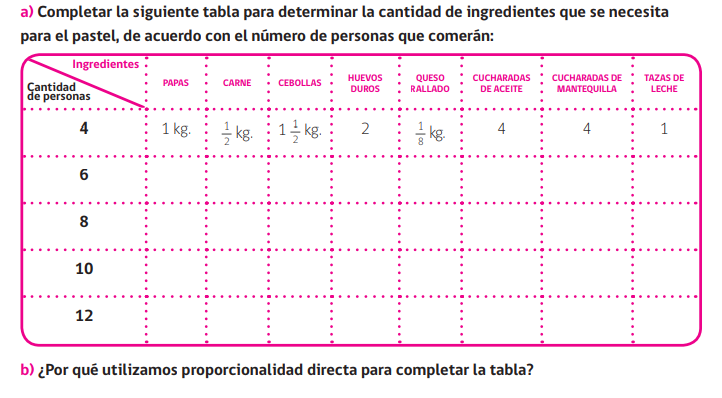 a) Completar la siguiente tabla para determinar la cantidad de ingredientes que se necesita
para el pastel, de acuerdo con el número de personas que comerán:
Ingredientes
Cantidad
de personas
PAPAS
CARNE
CEBOLLAS
HUEVOS
DUROS
QUESO
RALLADO
CUCHARADAS
DE ACEITE
CUCHARADAS DE
MANTEQUILLA
TAZAS DE
LECHE
4 1 kg. 1/2 kg. 1 1/2 kg. 2 1/8 kg. 4 4 1
6
8
10
12
b) ¿Por qué utilizamos proporcionalidad directa para completar la tabla?